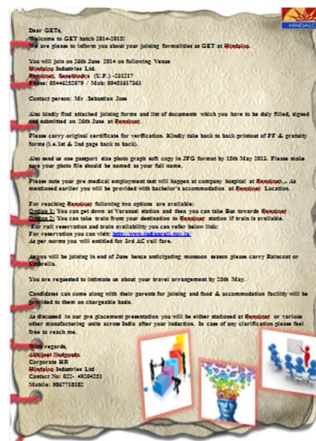 HINDALCO
Dear GETs,
Welcome to GET batch 2014-2015!
We are please to inform you about your joining formalities as GET at Hindalco.
You will join on 26th June 2014 on following Venue
Hindalco Industries Ltd.
Renukoot, Sonebhadra (U.P.) -231217
Phone: 05446252079 / Mob: 09451617361
Contact person: Mr .Sebastian Jose
Also kindly find attached joining forms and list of documents which you have to be duly filled, signed
and submitted on 26th June at Renukoot.
Please carry original certificate for verification. Kindly take back to back printout of PF & gratuity
forms (i.e.1st & 2nd page back to back).
Also send us one passport size photo graph soft copy in JPG format by 15th May 2013. Please make
sure your photo file should be named as your full name.
Please note your pre medical employment test will happen at company hospital at Renukoot. As
mentioned earlier you will be provided with bachelor's accommodation at Renukoot Location.
For reaching Renukoot following two options are available:
Option 1: You can get down at Varanasi station and then you can take Bus towards Renukoot
Option 2: You can take train from your destination to Renukoot station if train is available.
For rail reservation and train availability you can refer below link:
For reservation you can visit: http://www.indianrail.gov.in/
As per norms you will entitled for 3rd AC rail fare.
As you will be joining in end of June hence anticipating monsoon season please carry Raincoat or
Umbrella.
You are requested to intimate us about your travel arrangement by 25th May.
Candidates can come along with their parents for joining and food & accommodation facility will be
provided to them on chargeable basis.
As discussed in our pre placement presentation you will be either stationed at Renukoot or various
other manufacturing units across India after your induction. In case of any clarification please feel
free to reach me.
With regards,
Corporate HR
Hindalco Industries Ltd
Contact No: 022- 49204251
Mobile: 9867718182